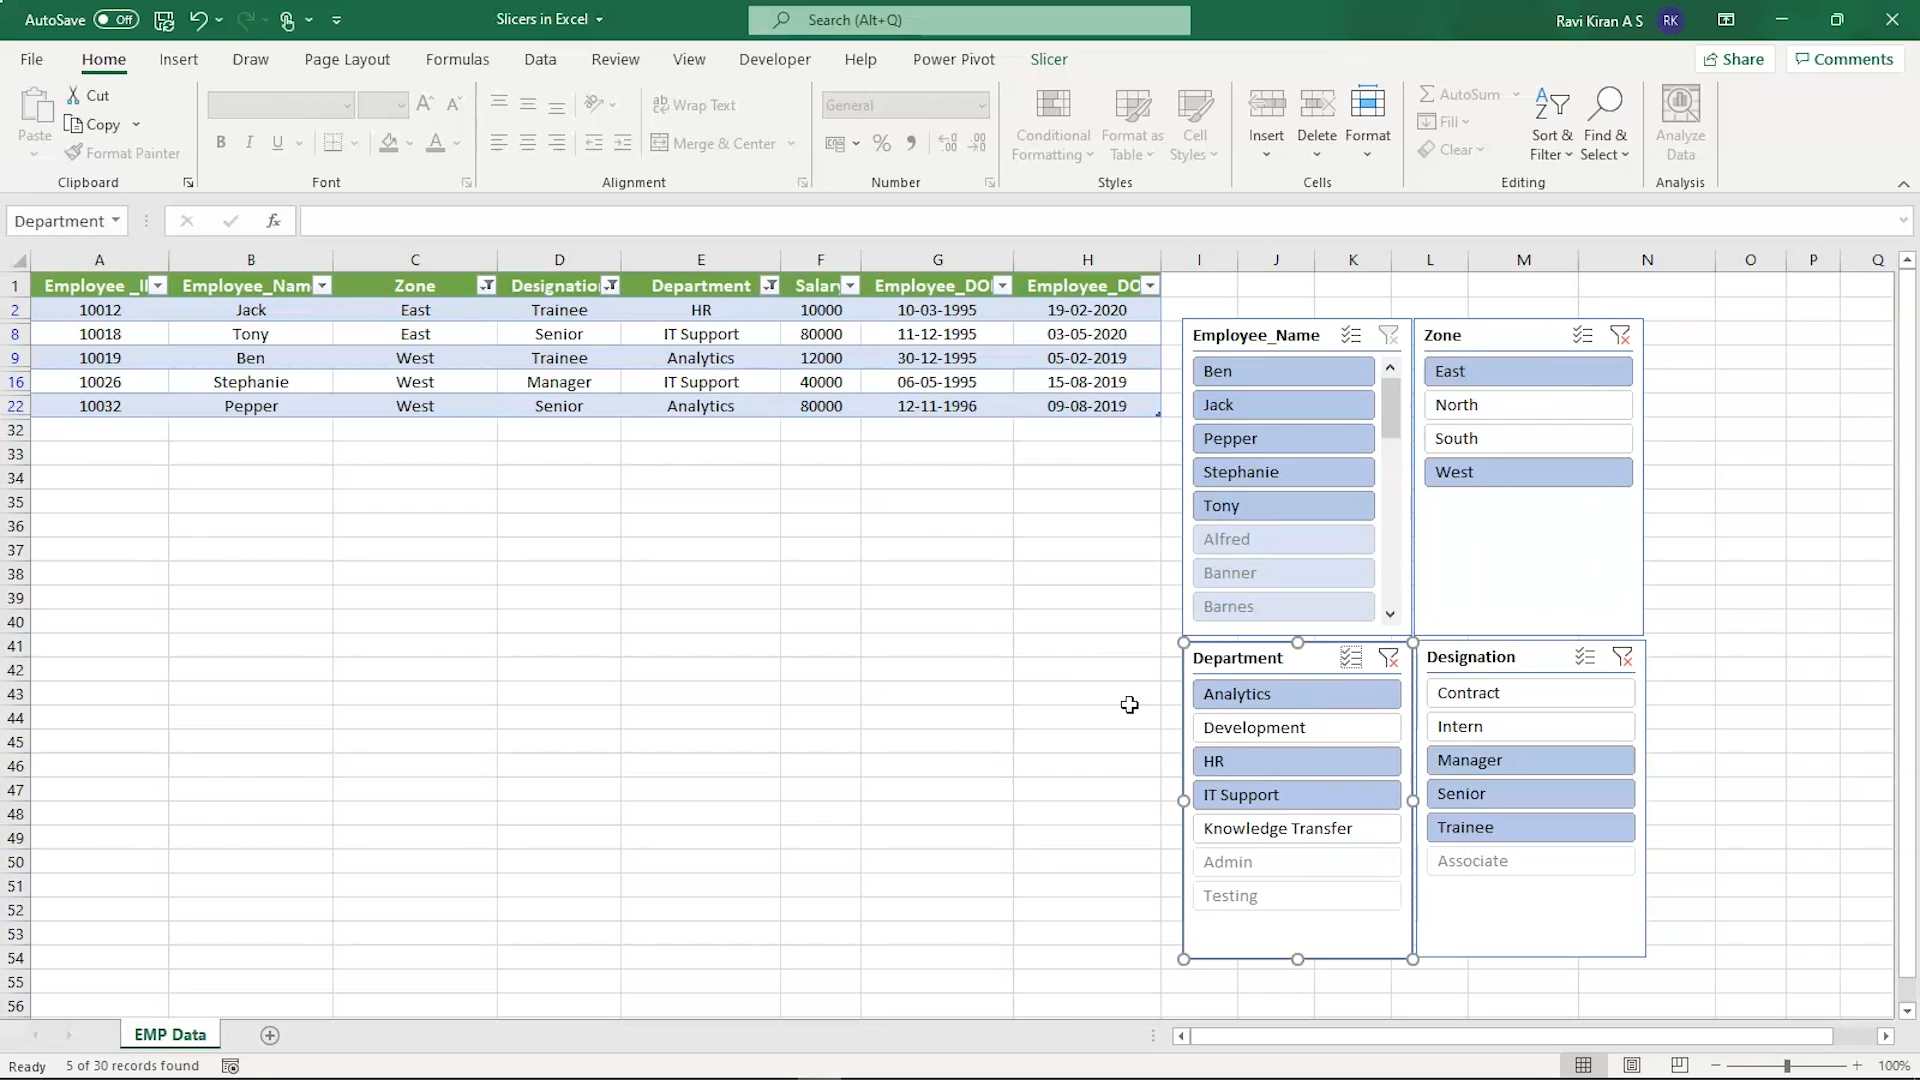 AutoSave Off Slicers in Excel Search (Alt+Q) Ravi Kiran A S RK
File Home Insert Draw Page Layout Formulas Data Review View Developer Help Power Pivot Slicer Share Comments
Paste
Cut
Copy
Format Painter
Clipboard
B I U A
Font
Wrap Text
Merge & Center
Alignment
General
%
Number
Conditional Formatting
Format as Table
Cell Styles
Styles
Insert
Delete
Format
Cells
AutoSum
Fill
Clear
Sort & Filter
Find & Select
Editing
Analyze Data
Analysis
Department fx
A B C D E F G H I J K L M N O P Q
1 Employee _II Employee_Nam Zone Designatio Department Salary Employee_DO Employee_DO
2 10012 Jack East Trainee HR 10000 10-03-1995 19-02-2020
8 10018 Tony East Senior IT Support 80000 11-12-1995 03-05-2020
9 10019 Ben West Trainee Analytics 12000 30-12-1995 05-02-2019
16 10026 Stephanie West Manager IT Support 40000 06-05-1995 15-08-2019
22 10032 Pepper West Senior Analytics 80000 12-11-1996 09-08-2019
32
33
34
35
36
37
38
39
40
41
42
43
44
45
46
47
48
49
50
51
52
53
54
55
56
Employee_Name
Ben
Jack
Pepper
Stephanie
Tony
Alfred
Banner
Barnes
Zone
East
North
South
West
Department
Analytics
Development
HR
IT Support
Knowledge Transfer
Admin
Testing
Designation
Contract
Intern
Manager
Senior
Trainee
Associate
EMP Data
Ready 5 of 30 records found 100%